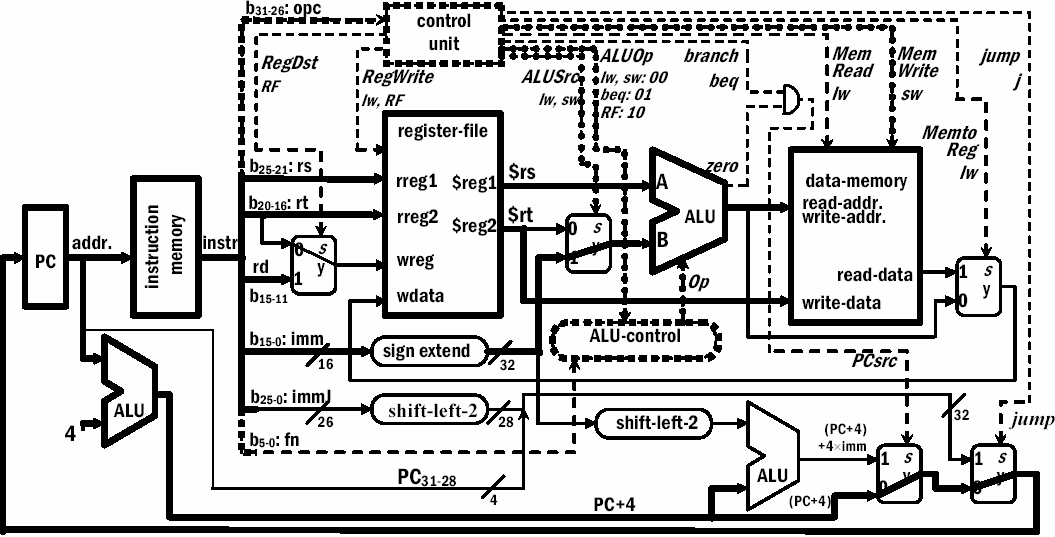 b31-26: opc
control
unit
RegDst
RF
RegWrite
lw, RF
ALUSrc
lw, sw
ALUOp
lw, sw: 00
beq: 01
RF: 10
branch
beq
Mem
Read
lw
Mem
Write
sw
jump
j
Memto
Reg
lw
register-file
b25-21: rs
rreg1
$reg1
$rs
b20-16: rt
rreg2
$reg2
$rt
wreg
wdata
zero
A
ALU
B
Op
data-memory
read-addr.
write-addr.
read-data
write-data
PC
addr.
instruction
memory
instr
0
s
y
1
rd
b15-11
0
s
y
1
1
s
y
0
b15-0: imm
16
sign extend
32
ALU-control
PCsrc
ALU
4
b25-0: immJ
26
shift-left-2
28
b5-0: fn
shift-left-2
32
jump
(PC+4)
+4×imm
ALU
1
s
y
0
1
s
y
0
PC31-28
4
PC+4
(PC+4)